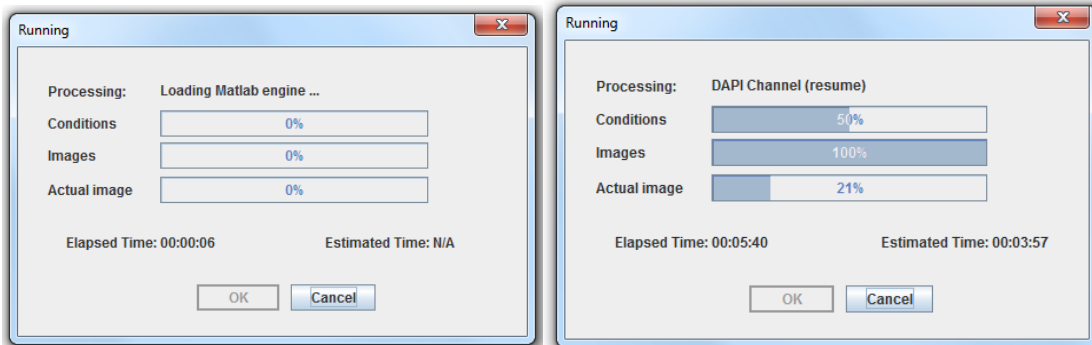 Running
Processing: Loading Matlab engine ...
Conditions 0%
Images 0%
Actual image 0%
Elapsed Time: 00:00:06 Estimated Time: N/A
OK Cancel
Running
Processing: DAPI Channel (resume)
Conditions 50%
Images 100%
Actual image 21%
Elapsed Time: 00:05:40 Estimated Time: 00:03:57
OK Cancel